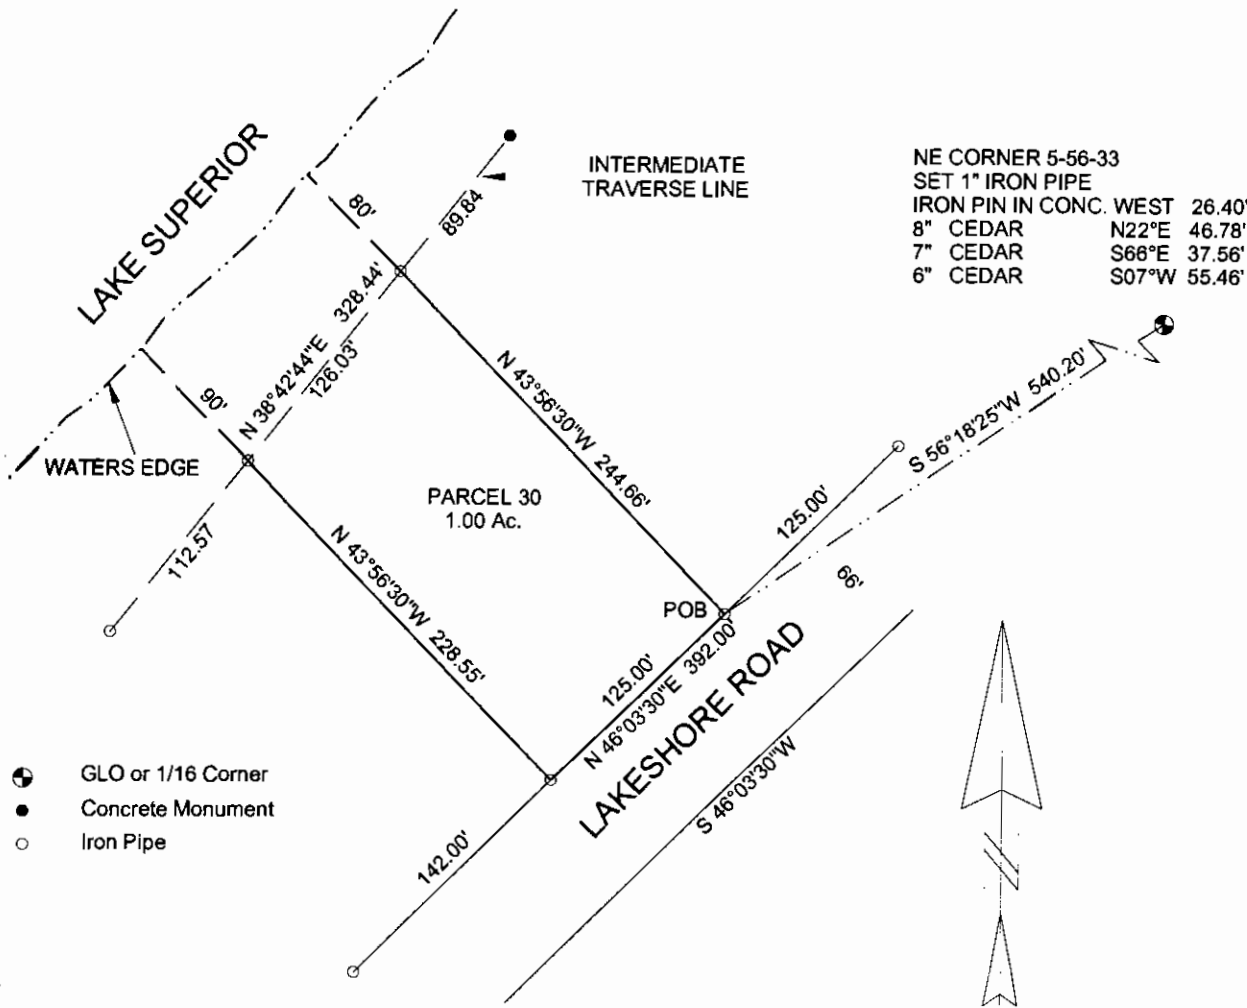 LAKE SUPERIOR
INTERMEDIATE
TRAVERSE LINE
NE CORNER 5-56-33
SET 1" IRON PIPE
IRON PIN IN CONC. WEST 26.40'
8" CEDAR N22°E 46.78'
7" CEDAR S66°E 37.56'
6" CEDAR S07°W 55.46'
80'
89.84
N 38°42'44"E 328.44'
126.03'
90'
WATERS EDGE
112.57
N 43°56'30"W 244.66'
S 56°18'25"W 540.20'
PARCEL 30
1.00 Ac.
N 43°56'30"W 228.55'
125.00'
66'
POB
125.00'
N 46°03'30"E 392.00'
LAKESHORE ROAD
S 46°03'30"W
142.00'
GLO or 1/16 Corner
Concrete Monument
Iron Pipe